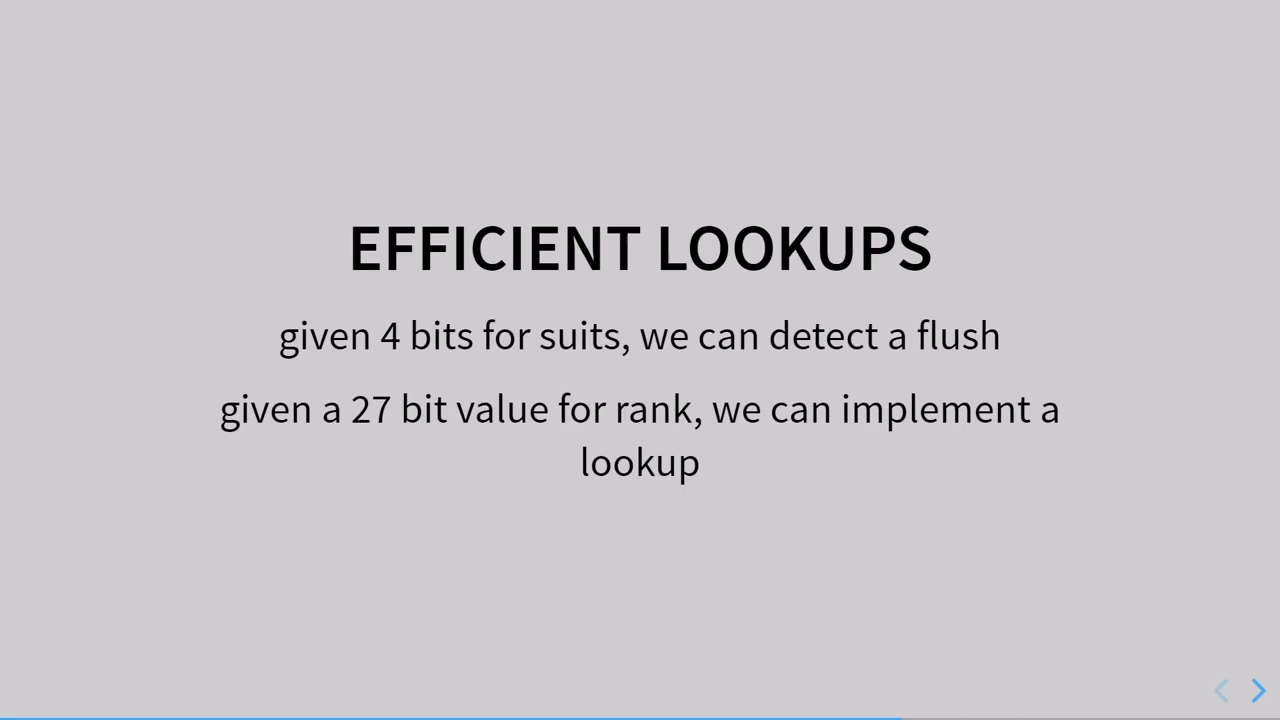 EFFICIENT LOOKUPS
given 4 bits for suits, we can detect a flush
given a 27 bit value for rank, we can implement a
lookup